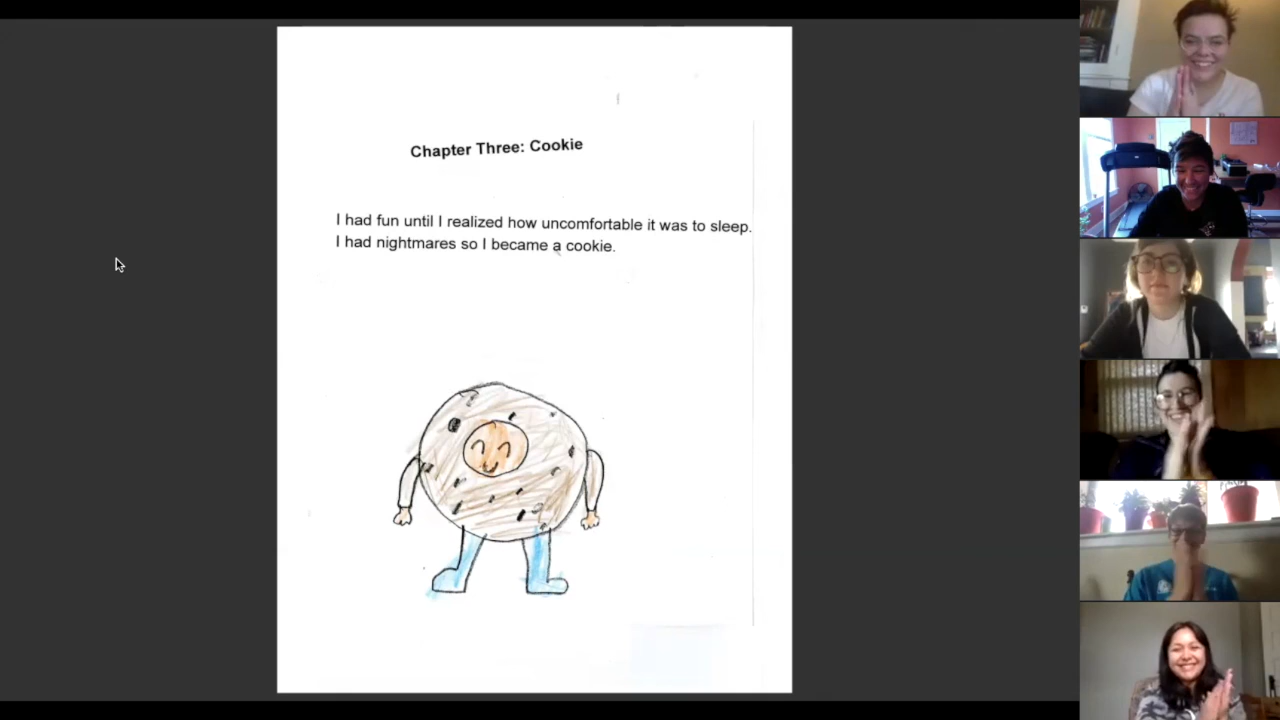 Chapter Three: Cookie
I had fun until I realized how uncomfortable it was to sleep.
I had nightmares so I became a cookie.